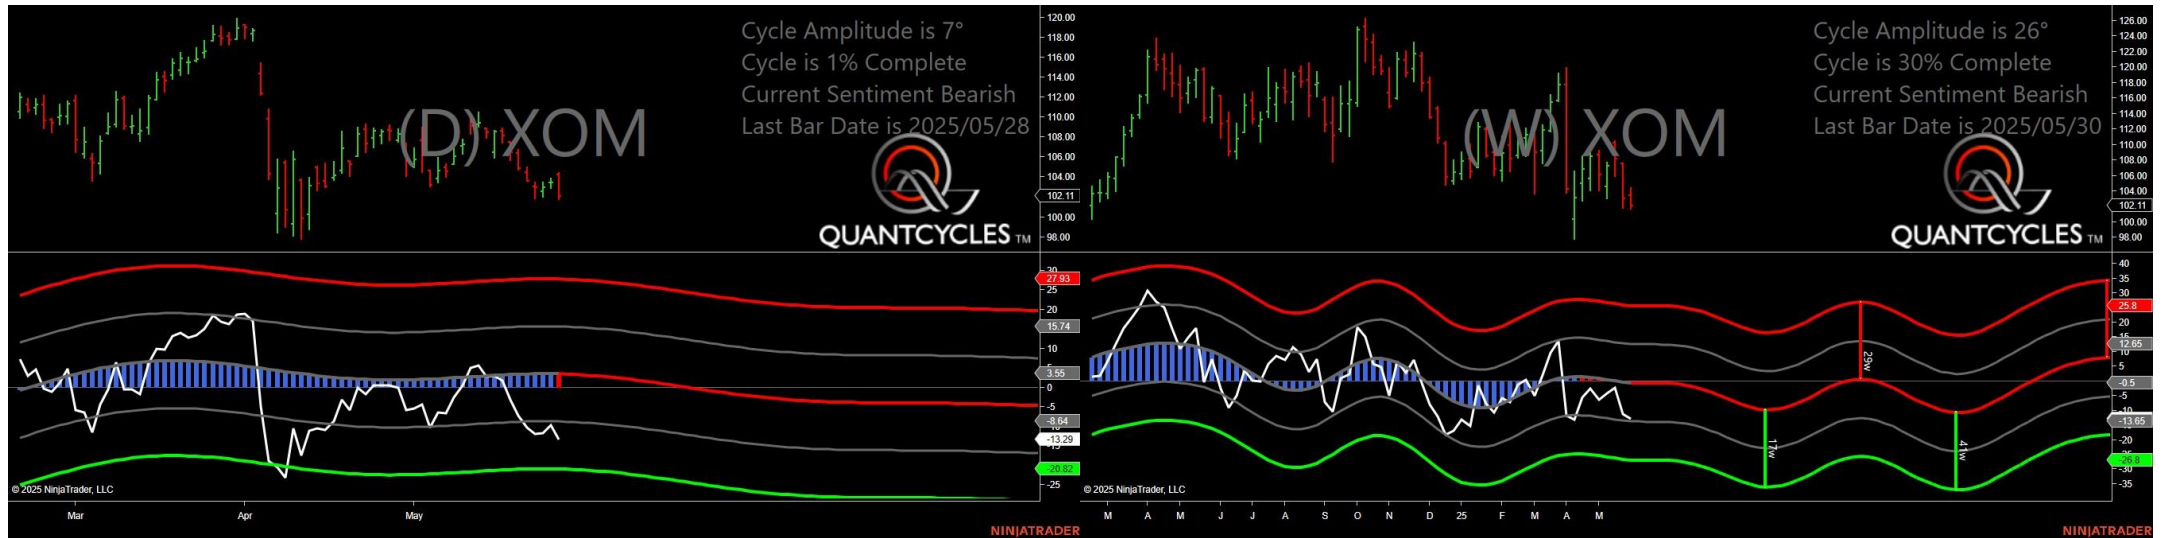 Cycle Amplitude is 7°
Cycle is 1% Complete
Current Sentiment Bearish
Last Bar Date is 2025/05/28
(D) XOM
QUANTCYCLES TM
120.00
118.00
116.00
114.00
112.00
110.00
108.00
106.00
104.00
102.11
100.00
98.00
30
27.93
25
20
15.74
10
3.55
0
-5
-8.64
-13.29
-20.82
-25
© 2025 NinjaTrader, LLC
Mar Apr May
NINJATRADER
Cycle Amplitude is 26°
Cycle is 30% Complete
Current Sentiment Bearish
Last Bar Date is 2025/05/30
(W) XOM
QUANTCYCLES TM
126.00
124.00
122.00
120.00
118.00
116.00
114.00
112.00
110.00
108.00
106.00
104.00
102.11
100.00
98.00
29w
17w
41w
40
35
30
25.8
20
12.65
10
5
-0.5
-5
-10
-13.65
-20
-26.8
-30
-35
© 2025 NinjaTrader, LLC
M A M J J A S O N D 25 F M A M
NINJATRADER